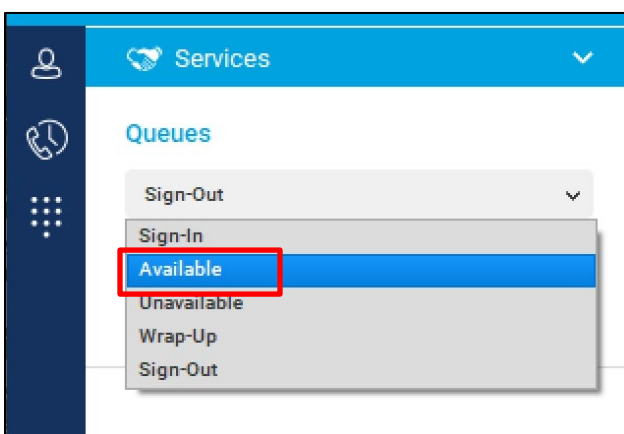 Services
Queues
Sign-Out
Sign-In
Available
Unavailable
Wrap-Up
Sign-Out